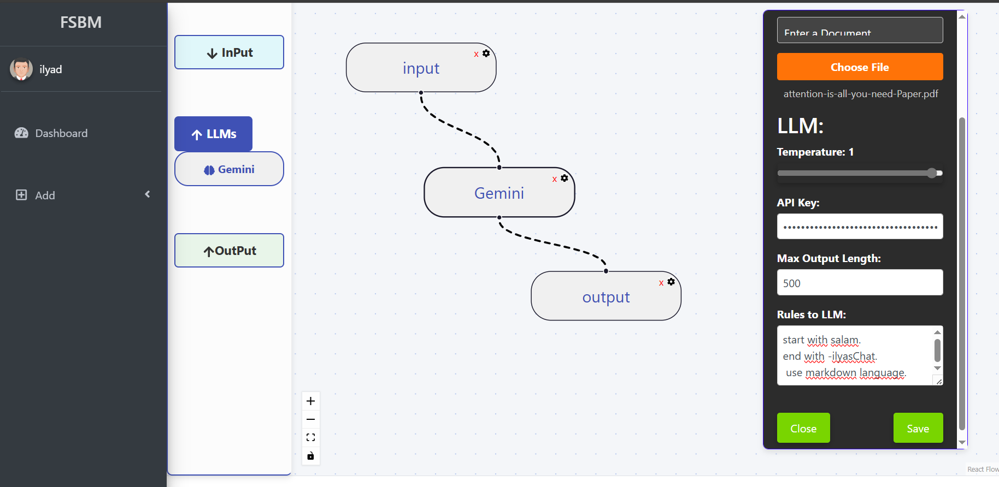 FSBM
ilyad
Dashboard
Add
InPut
LLMs
Gemini
OutPut
x
input
x
Gemini
x
output
Enter a Document
Choose File
attention-is-all-you-need-Paper.pdf
LLM:
Temperature: 1
API Key:
Max Output Length:
500
Rules to LLM:
start with salam.
end with -ilyasChat.
use markdown language.
Close
Save
React Flow